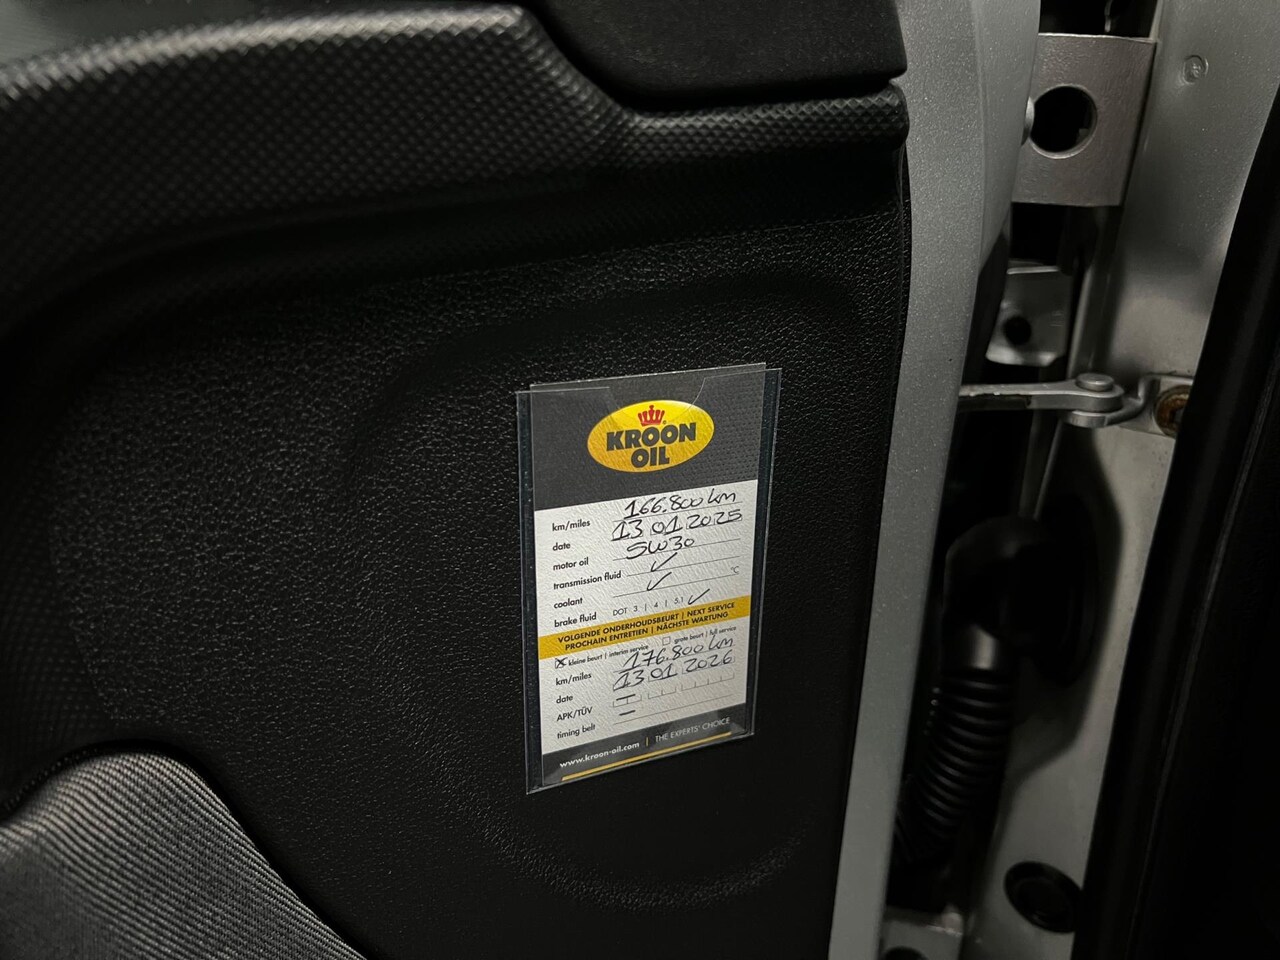 KROON
OIL
km/miles 166.800 km
date 13 01 2025
motor oil 5W30
transmission fluid ✓
coolant ✓ °C
brake fluid DOT 3 | 4 | 5.1 ✓
VOLGENDE ONDERHOUDSBEURT | NEXT SERVICE
PROCHAIN ENTRETIEN | NÄCHSTE WARTUNG
☒ kleine beurt | interim service ☐ grote beurt | full service
km/miles 176.800 km
date 13 01 2026
APK/TÜV —
timing belt —
www.kroon-oil.com | THE EXPERTS' CHOICE